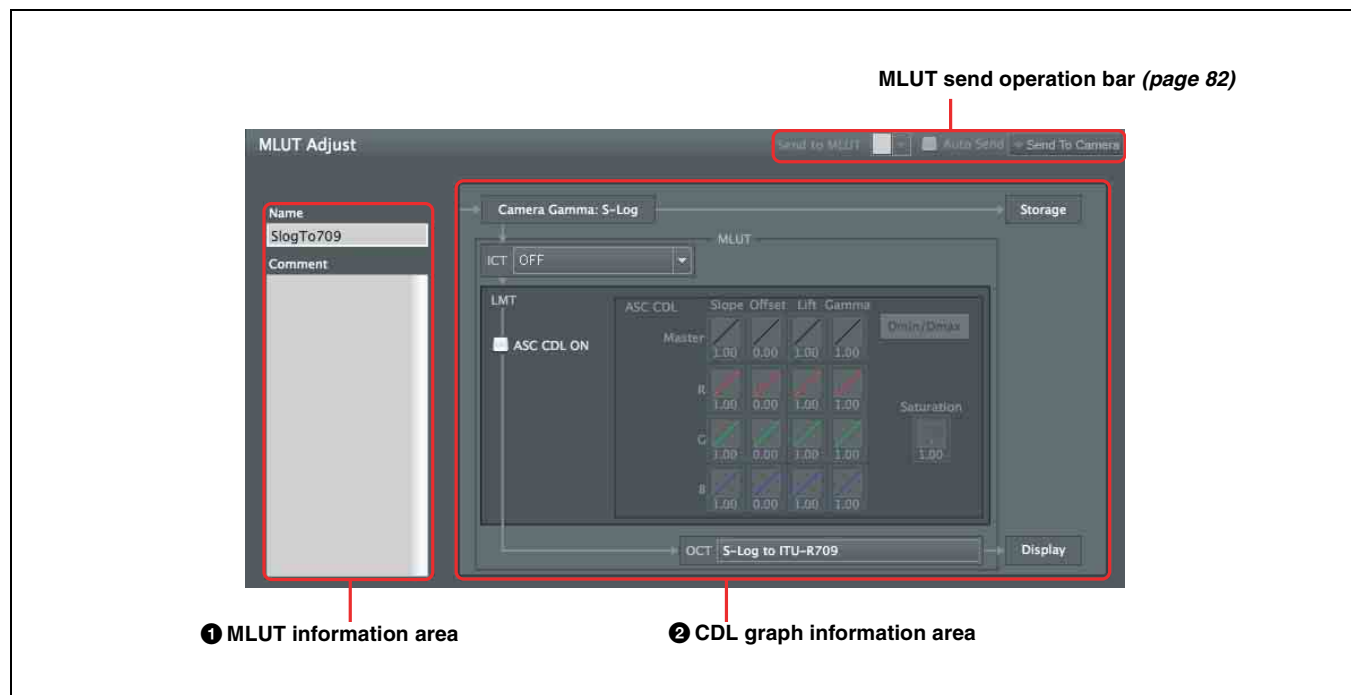 MLUT send operation bar (page 82)
MLUT Adjust
Send to MLUT
Auto Send
Send To Camera
Name
SlogTo709
Comment
Camera Gamma: S-Log
Storage
MLUT
ICT OFF
LMT
ASC CDL ON
ASC CDL
Slope Offset Lift Gamma
Dmin/Dmax
Master
1.00 0.00 1.00 1.00
R
1.00 0.00 1.00 1.00
Saturation
G
1.00 0.00 1.00 1.00
1.00
B
1.00 0.00 1.00 1.00
OCT S-Log to ITU-R709
Display
❶ MLUT information area
❷ CDL graph information area